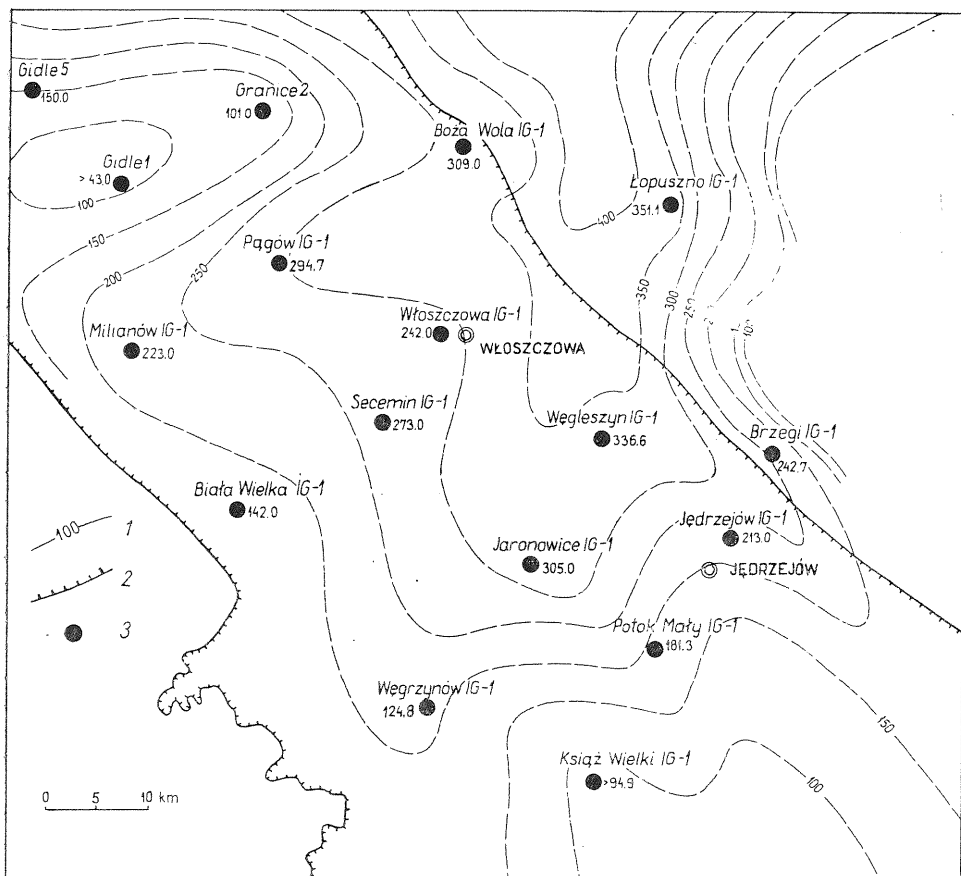 Gidle 5
150.0
Granice 2
101.0
Boża Wola IG-1
309.0
Gidle 1
> 43.0
100
Łopuszno IG-1
351.1
400
150
Pągów IG-1
294.7
200
250
350
300
250
100
Włoszczowa IG-1
242.0
WŁOSZCZOWA
Milianów IG-1
223.0
Secemin IG-1
273.0
Węgleszyn IG-1
336.6
Brzegi IG-1
242.7
Biała Wielka IG-1
142.0
100
1
Jędrzejów IG-1
213.0
Jaronowice IG-1
305.0
JĘDRZEJÓW
2
3
Potok Mały IG-1
181.3
Węgrzynów IG-1
124.8
150
Książ Wielki IG-1
>94.9
100
0 5 10 km